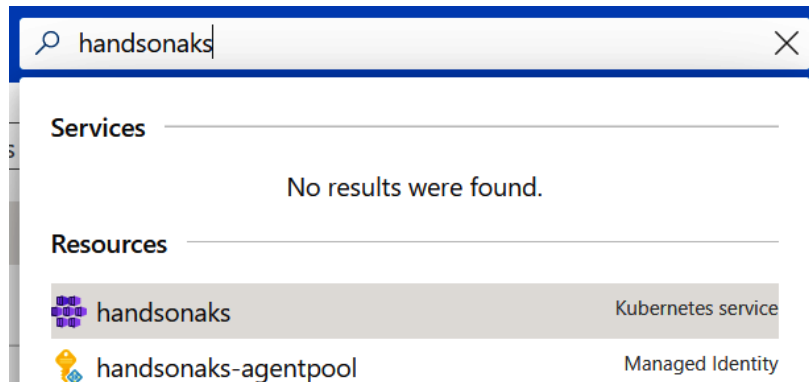 handsonaks
Services
No results were found.
Resources
handsonaks Kubernetes service
handsonaks-agentpool Managed Identity